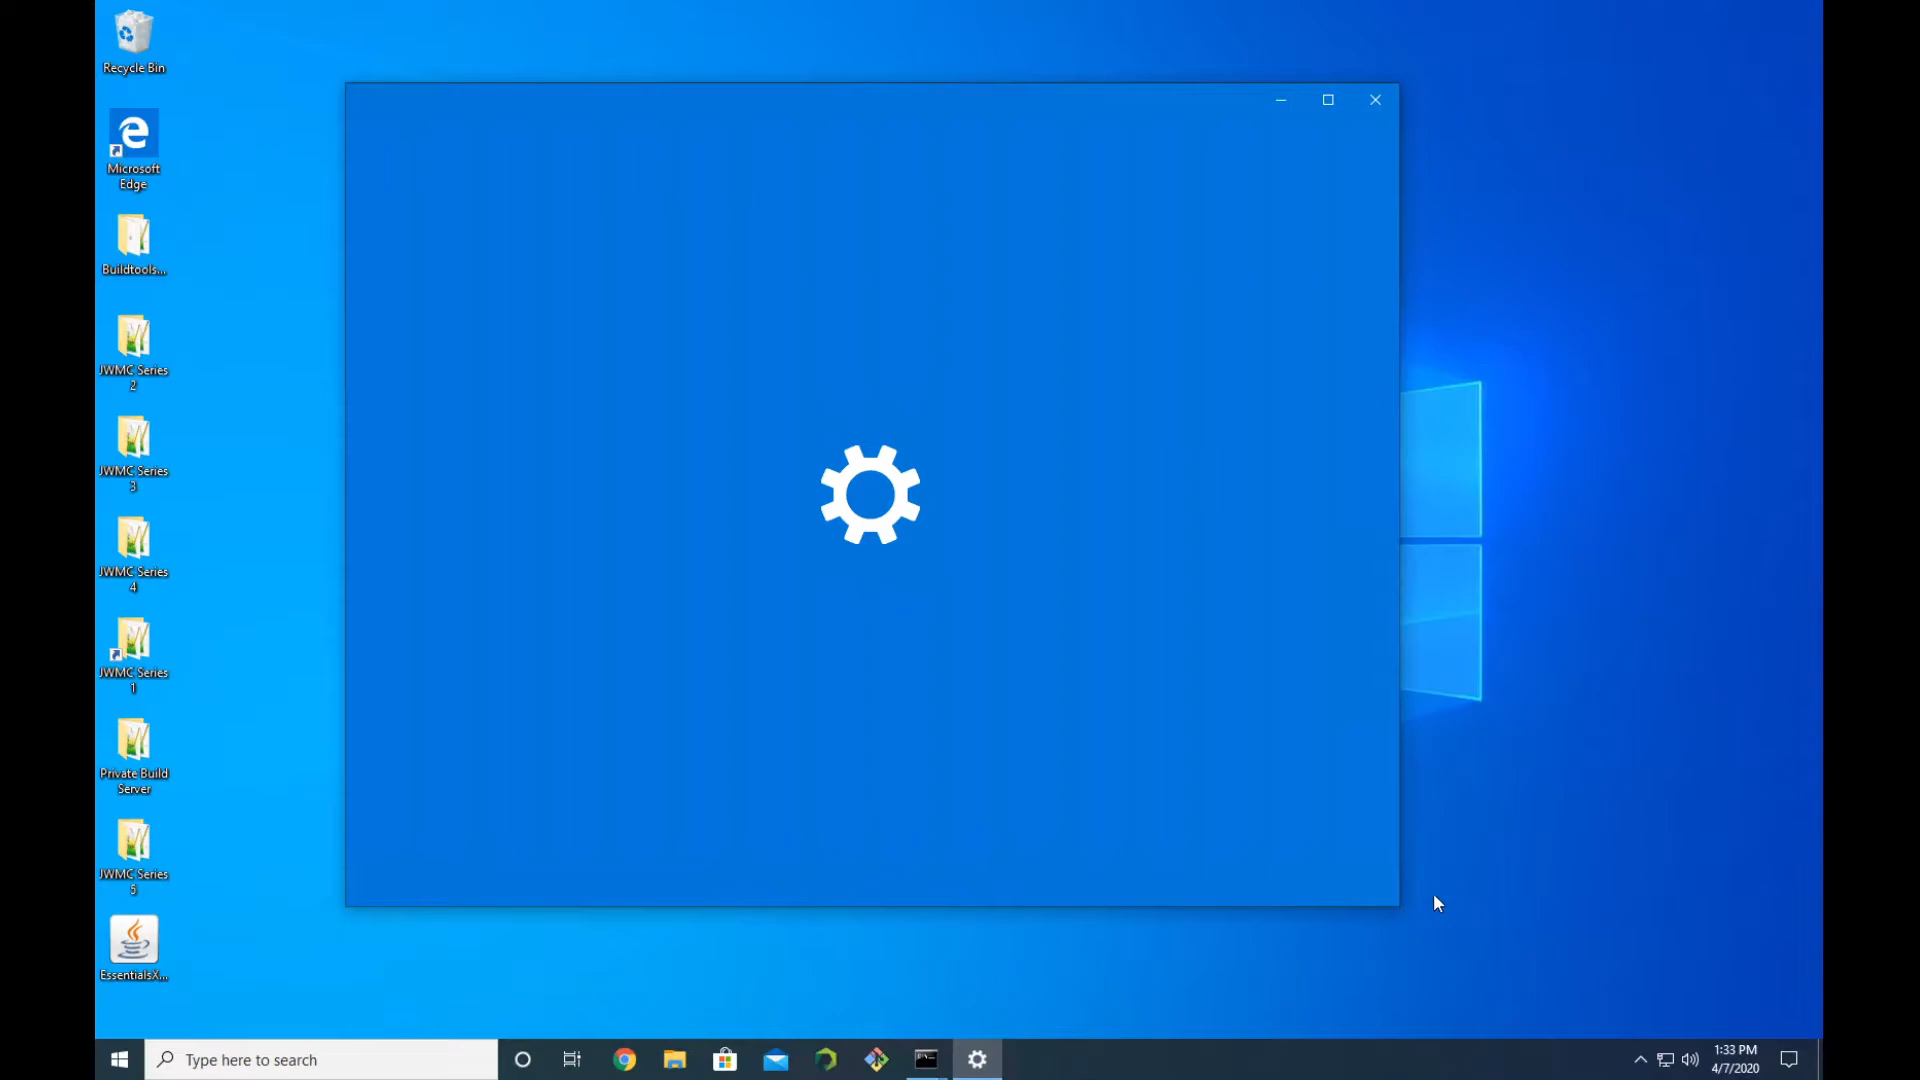 Recycle Bin
Microsoft
Edge
Buildtools...
JWMC Series
2
JWMC Series
3
JWMC Series
4
JWMC Series
1
Private Build
Server
JWMC Series
5
EssentialsX...
Type here to search
1:33 PM
4/7/2020